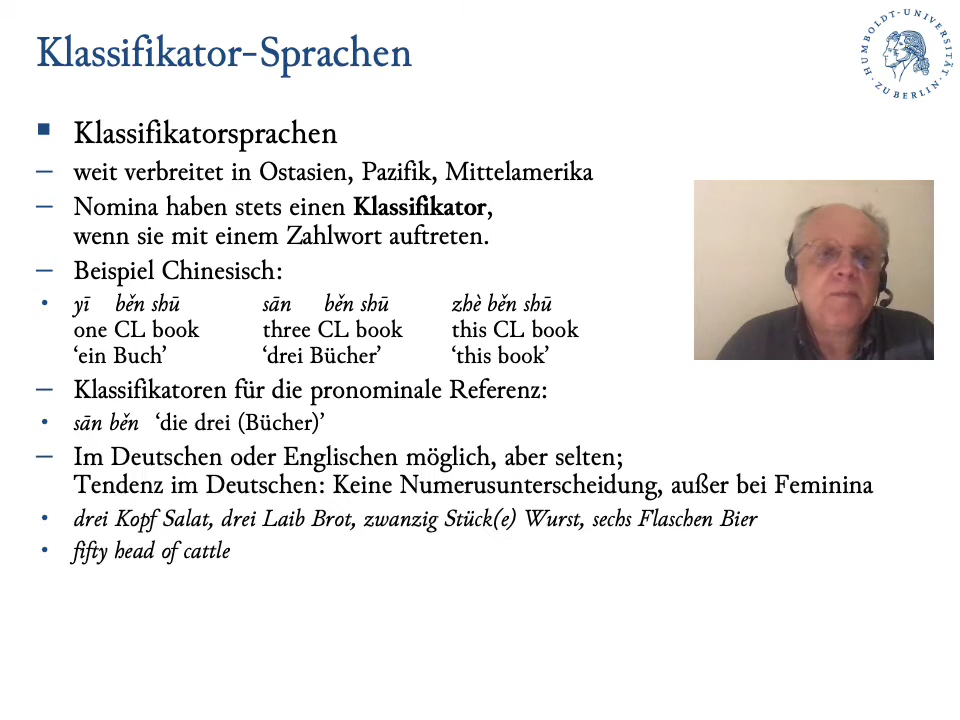 Klassifikator-Sprachen
HUMBOLDT-UNIVERSITÄT · ZU BERLIN ·
■ Klassifikatorsprachen
– weit verbreitet in Ostasien, Pazifik, Mittelamerika
– Nomina haben stets einen Klassifikator,
wenn sie mit einem Zahlwort auftreten.
– Beispiel Chinesisch:
• yī běn shū sān běn shū zhè běn shū
one CL book three CL book this CL book
‘ein Buch’ ‘drei Bücher’ ‘this book’
– Klassifikatoren für die pronominale Referenz:
• sān běn ‘die drei (Bücher)’
– Im Deutschen oder Englischen möglich, aber selten;
Tendenz im Deutschen: Keine Numerusunterscheidung, außer bei Feminina
• drei Kopf Salat, drei Laib Brot, zwanzig Stück(e) Wurst, sechs Flaschen Bier
• fifty head of cattle